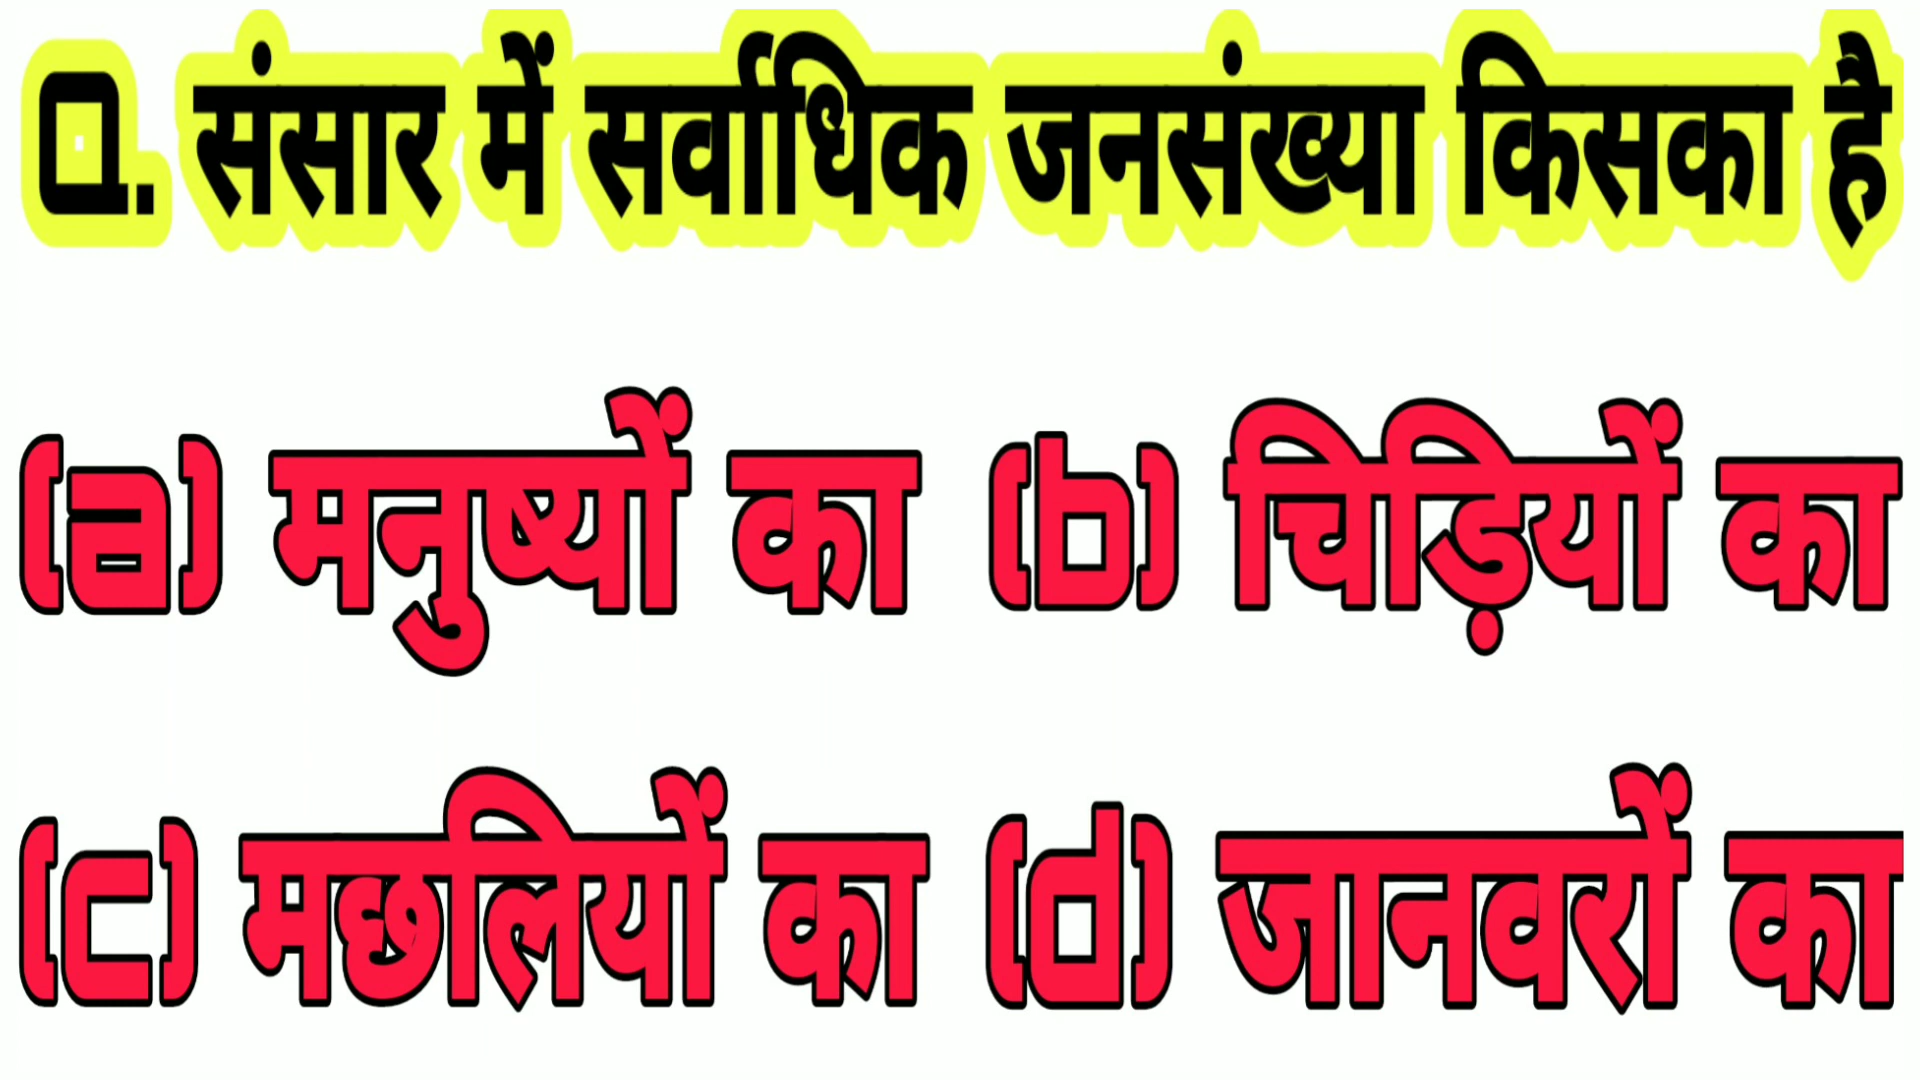 Q. संसार में सर्वाधिक जनसंख्या किसका है
(a) मनुष्यों का (b) चिड़ियों का
(c) मछलियों का (d) जानवरों का